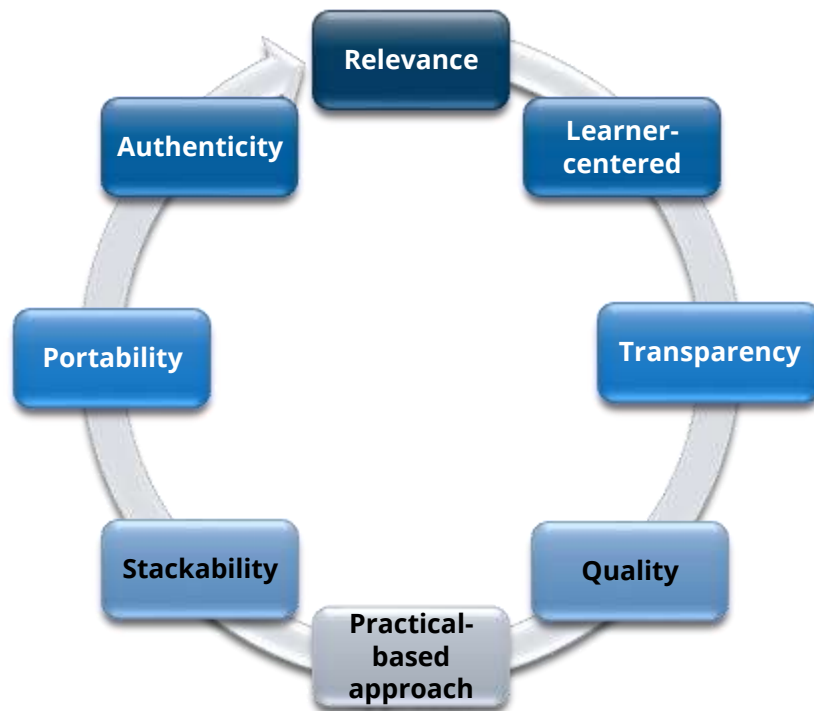 Relevance
Learner-
centered
Transparency
Quality
Practical-
based
approach
Stackability
Portability
Authenticity